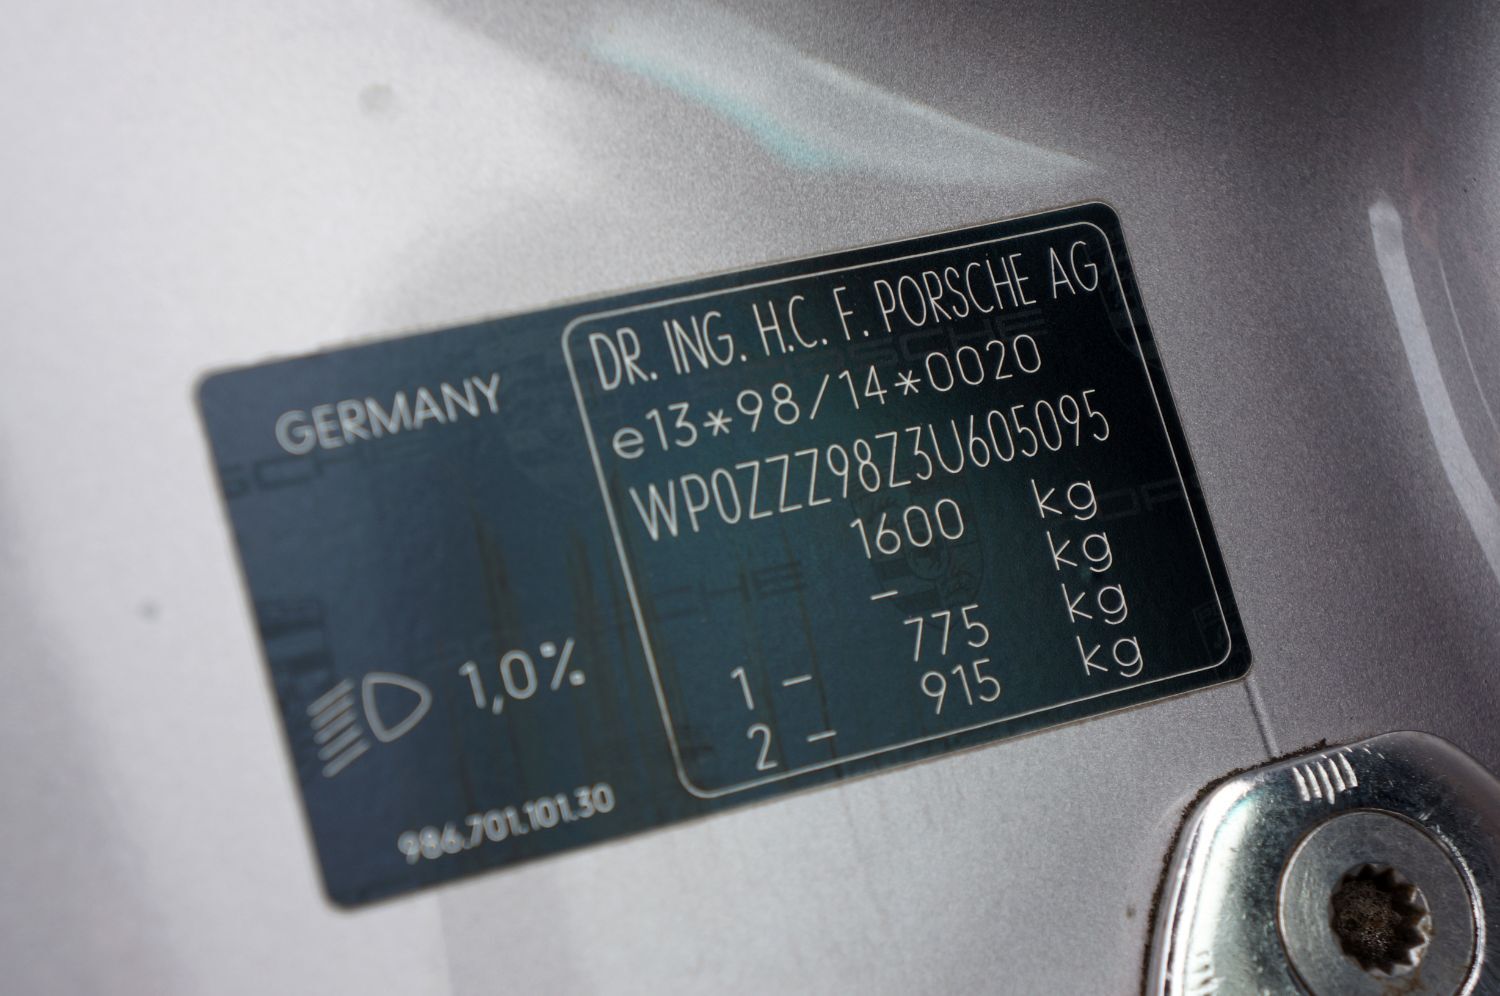 GERMANY
1,0%
986.701.101.30
DR. ING. H.C. F. PORSCHE AG
e13*98/14*0020
WP0ZZZ98Z3U605095
1600 kg
– kg
1 – 775 kg
2 – 915 kg